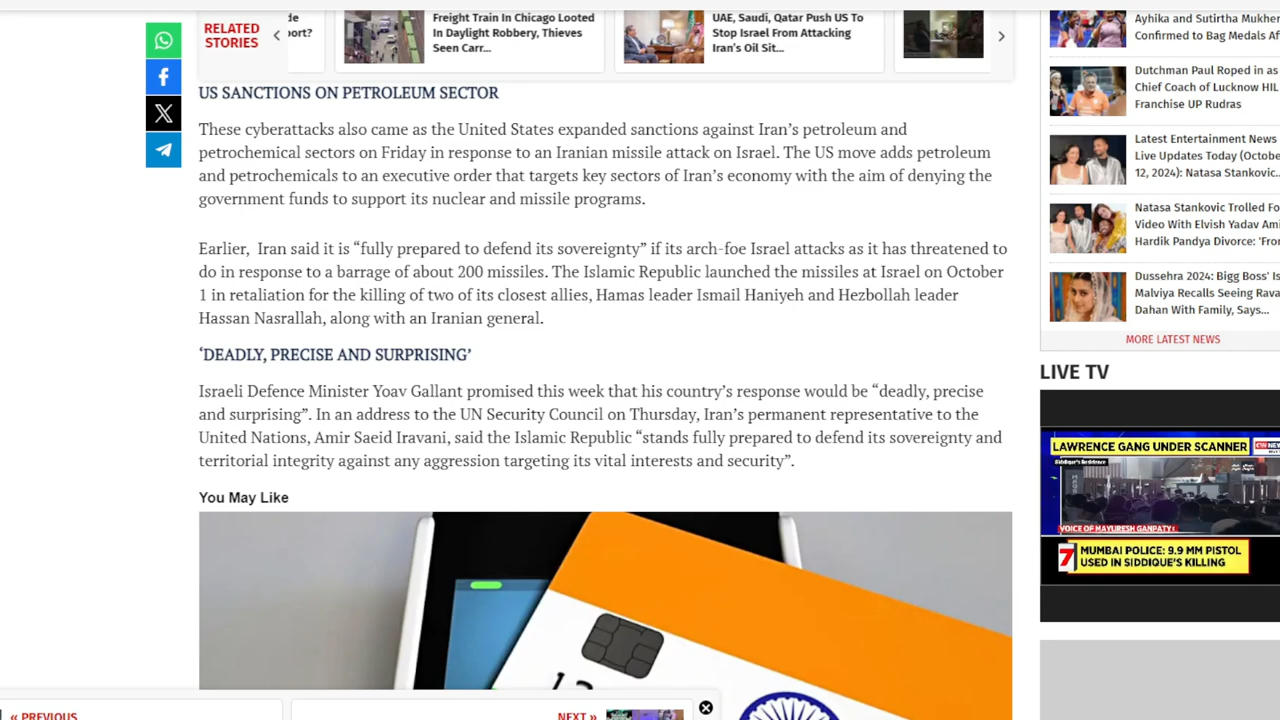 RELATED
STORIES
de
port?
Freight Train In Chicago Looted
In Daylight Robbery, Thieves
Seen Carr...
UAE, Saudi, Qatar Push US To
Stop Israel From Attacking
Iran's Oil Sit...
US SANCTIONS ON PETROLEUM SECTOR
These cyberattacks also came as the United States expanded sanctions against Iran’s petroleum and
petrochemical sectors on Friday in response to an Iranian missile attack on Israel. The US move adds petroleum
and petrochemicals to an executive order that targets key sectors of Iran’s economy with the aim of denying the
government funds to support its nuclear and missile programs.
Earlier, Iran said it is “fully prepared to defend its sovereignty” if its arch-foe Israel attacks as it has threatened to
do in response to a barrage of about 200 missiles. The Islamic Republic launched the missiles at Israel on October
1 in retaliation for the killing of two of its closest allies, Hamas leader Ismail Haniyeh and Hezbollah leader
Hassan Nasrallah, along with an Iranian general.
‘DEADLY, PRECISE AND SURPRISING’
Israeli Defence Minister Yoav Gallant promised this week that his country’s response would be “deadly, precise
and surprising”. In an address to the UN Security Council on Thursday, Iran’s permanent representative to the
United Nations, Amir Saeid Iravani, said the Islamic Republic “stands fully prepared to defend its sovereignty and
territorial integrity against any aggression targeting its vital interests and security”.
You May Like
« PREVIOUS
NEXT »
Ayhika and Sutirtha Mukher
Confirmed to Bag Medals Af
Dutchman Paul Roped in as
Chief Coach of Lucknow HIL
Franchise UP Rudras
Latest Entertainment News
Live Updates Today (Octobe
12, 2024): Natasa Stankovic...
Natasa Stankovic Trolled Fo
Video With Elvish Yadav Ami
Hardik Pandya Divorce: 'Fro
Dussehra 2024: Bigg Boss' Is
Malviya Recalls Seeing Rava
Dahan With Family, Says...
MORE LATEST NEWS
LIVE TV
LAWRENCE GANG UNDER SCANNER
Siddique's Residence
VOICE OF MAYURESH GANPATY
7 MUMBAI POLICE: 9.9 MM PISTOL
USED IN SIDDIQUE'S KILLING